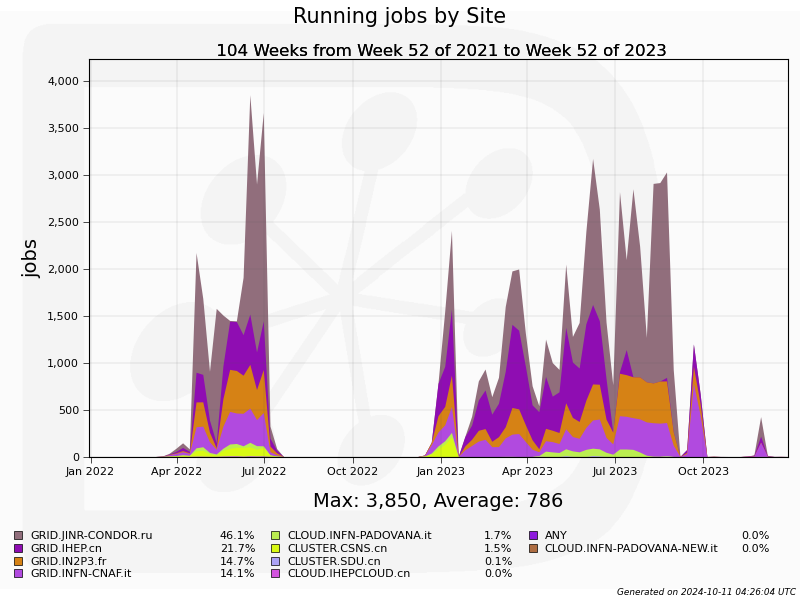 Running jobs by Site
104 Weeks from Week 52 of 2021 to Week 52 of 2023
4,000
3,500
3,000
2,500
2,000
1,500
1,000
500
0
jobs
Jan 2022 Apr 2022 Jul 2022 Oct 2022 Jan 2023 Apr 2023 Jul 2023 Oct 2023
Max: 3,850, Average: 786
GRID.JINR-CONDOR.ru 46.1% CLOUD.INFN-PADOVANA.it 1.7% ANY 0.0%
GRID.IHEP.cn 21.7% CLUSTER.CSNS.cn 1.5% CLOUD.INFN-PADOVANA-NEW.it 0.0%
GRID.IN2P3.fr 14.7% CLUSTER.SDU.cn 0.1%
GRID.INFN-CNAF.it 14.1% CLOUD.IHEPCLOUD.cn 0.0%
Generated on 2024-10-11 04:26:04 UTC